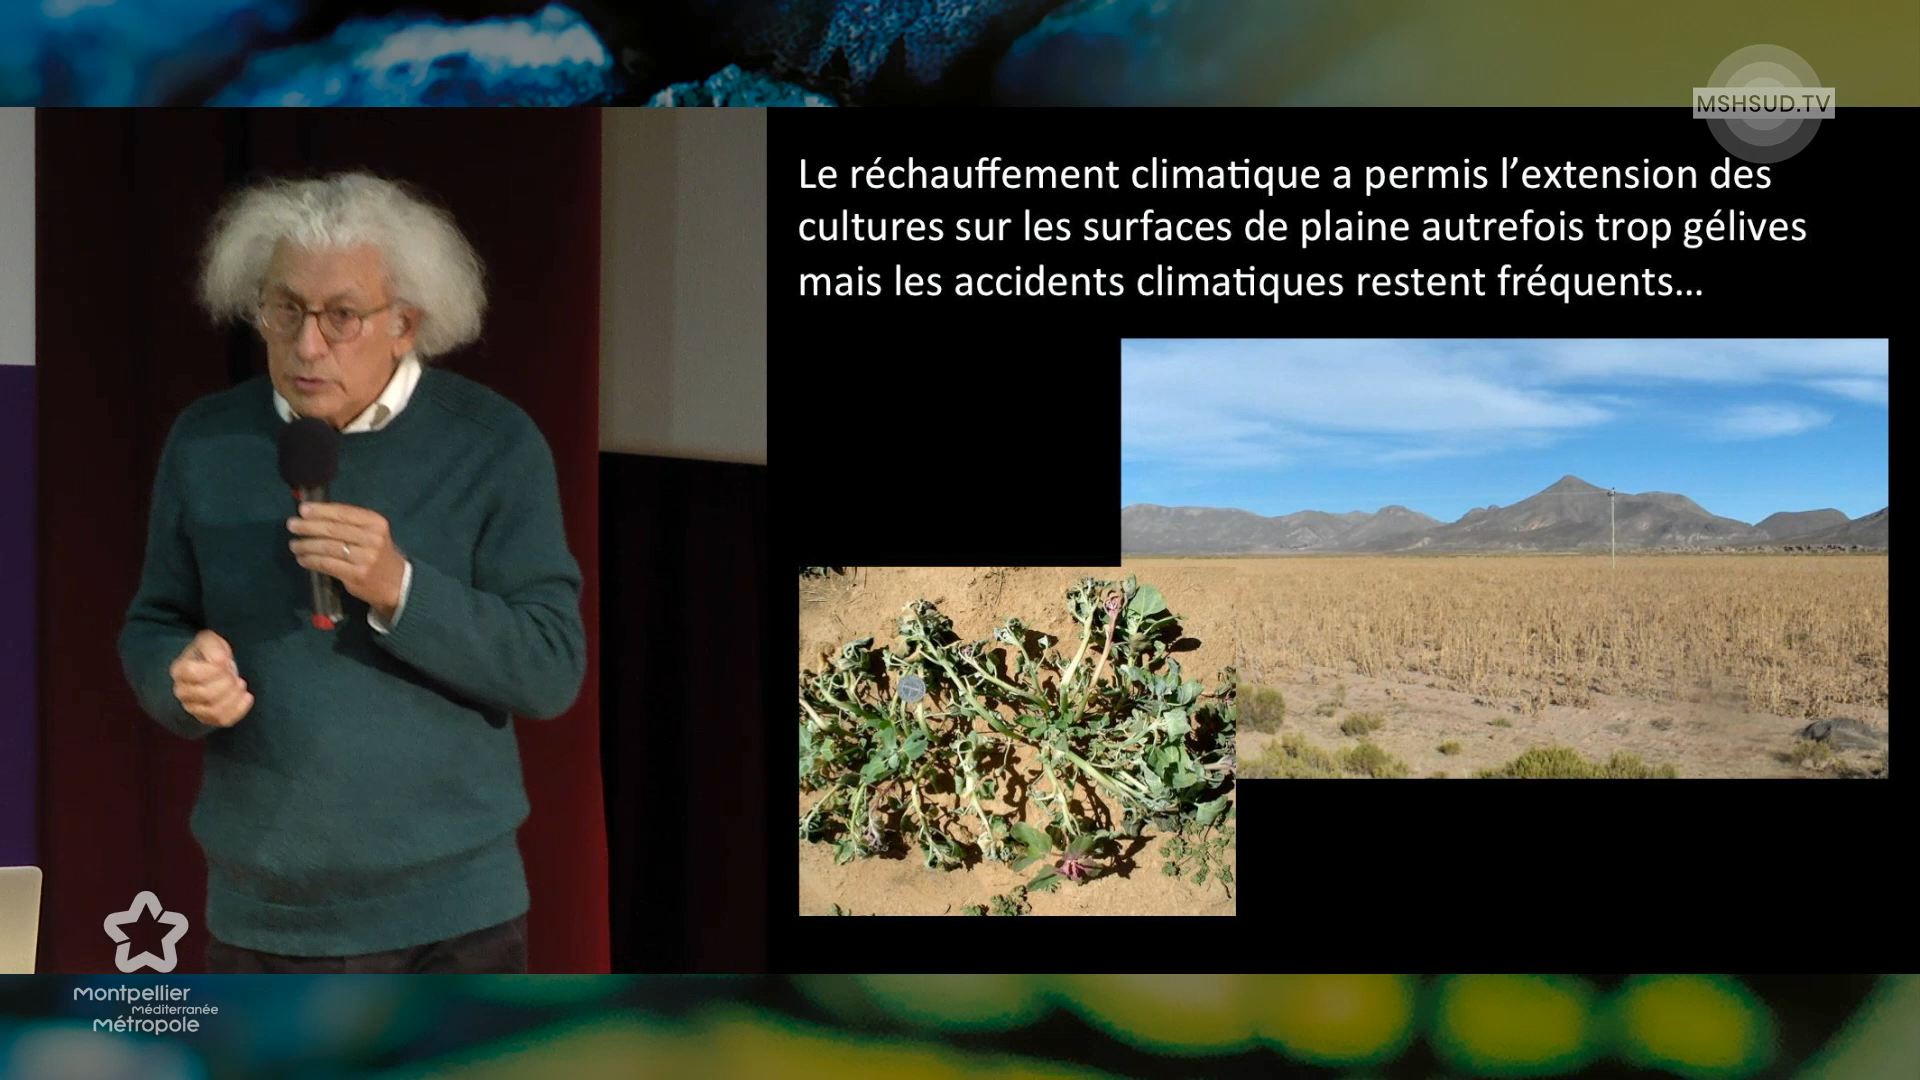 MSHSUD.TV
Le réchauffement climatique a permis l’extension des
cultures sur les surfaces de plaine autrefois trop gélives
mais les accidents climatiques restent fréquents...
montpellier
méditerranée
métropole